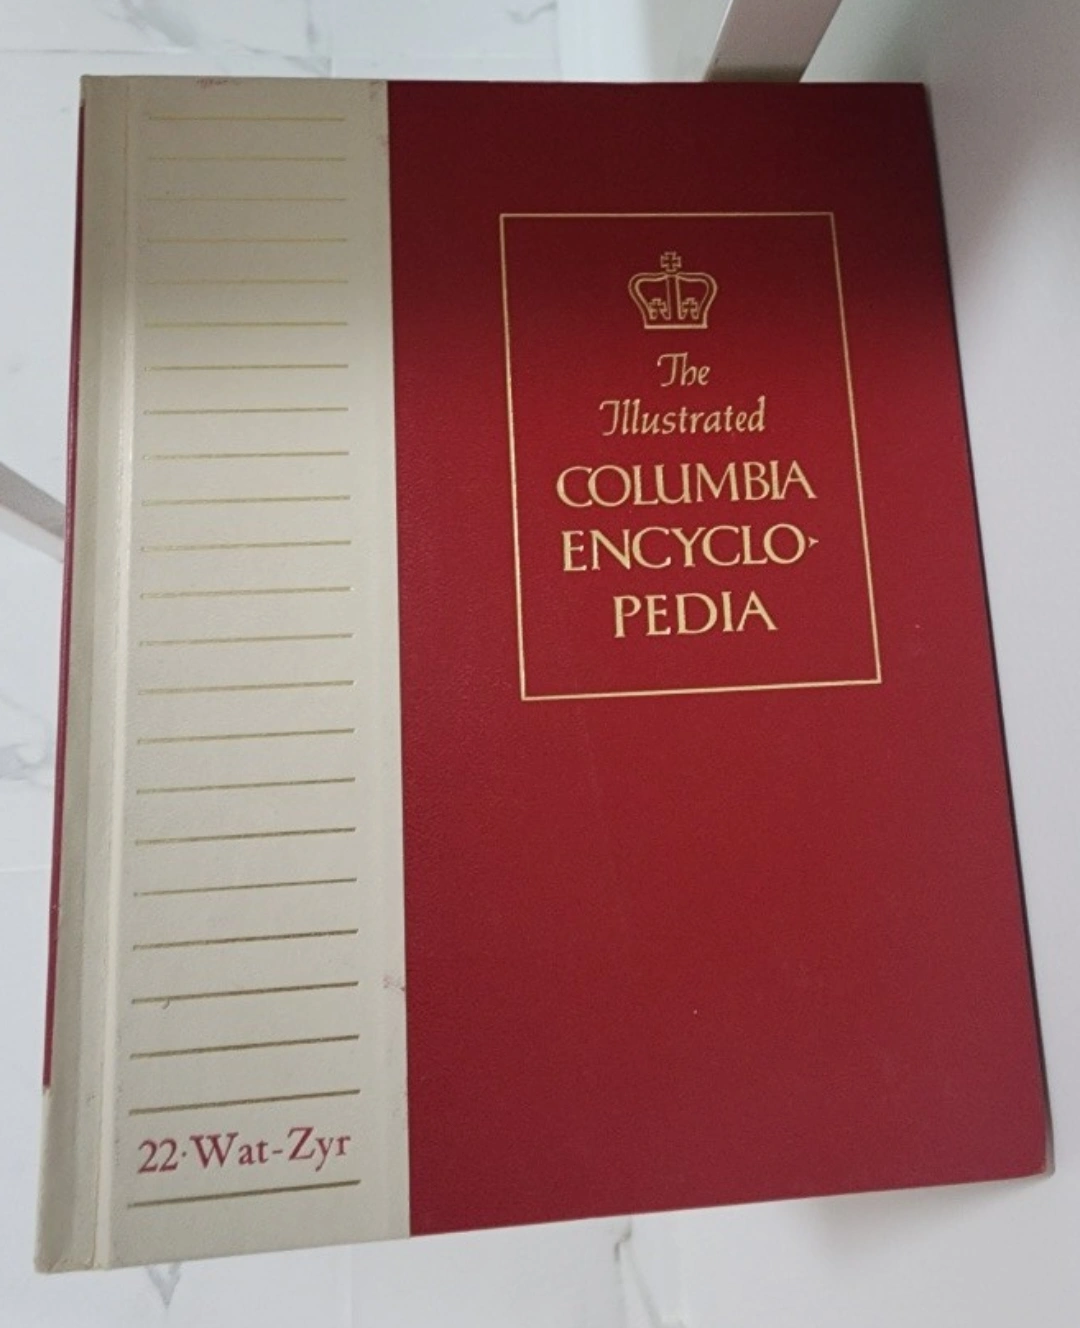 The
Illustrated
COLUMBIA
ENCYCLO-
PEDIA
22·Wat-Zyr